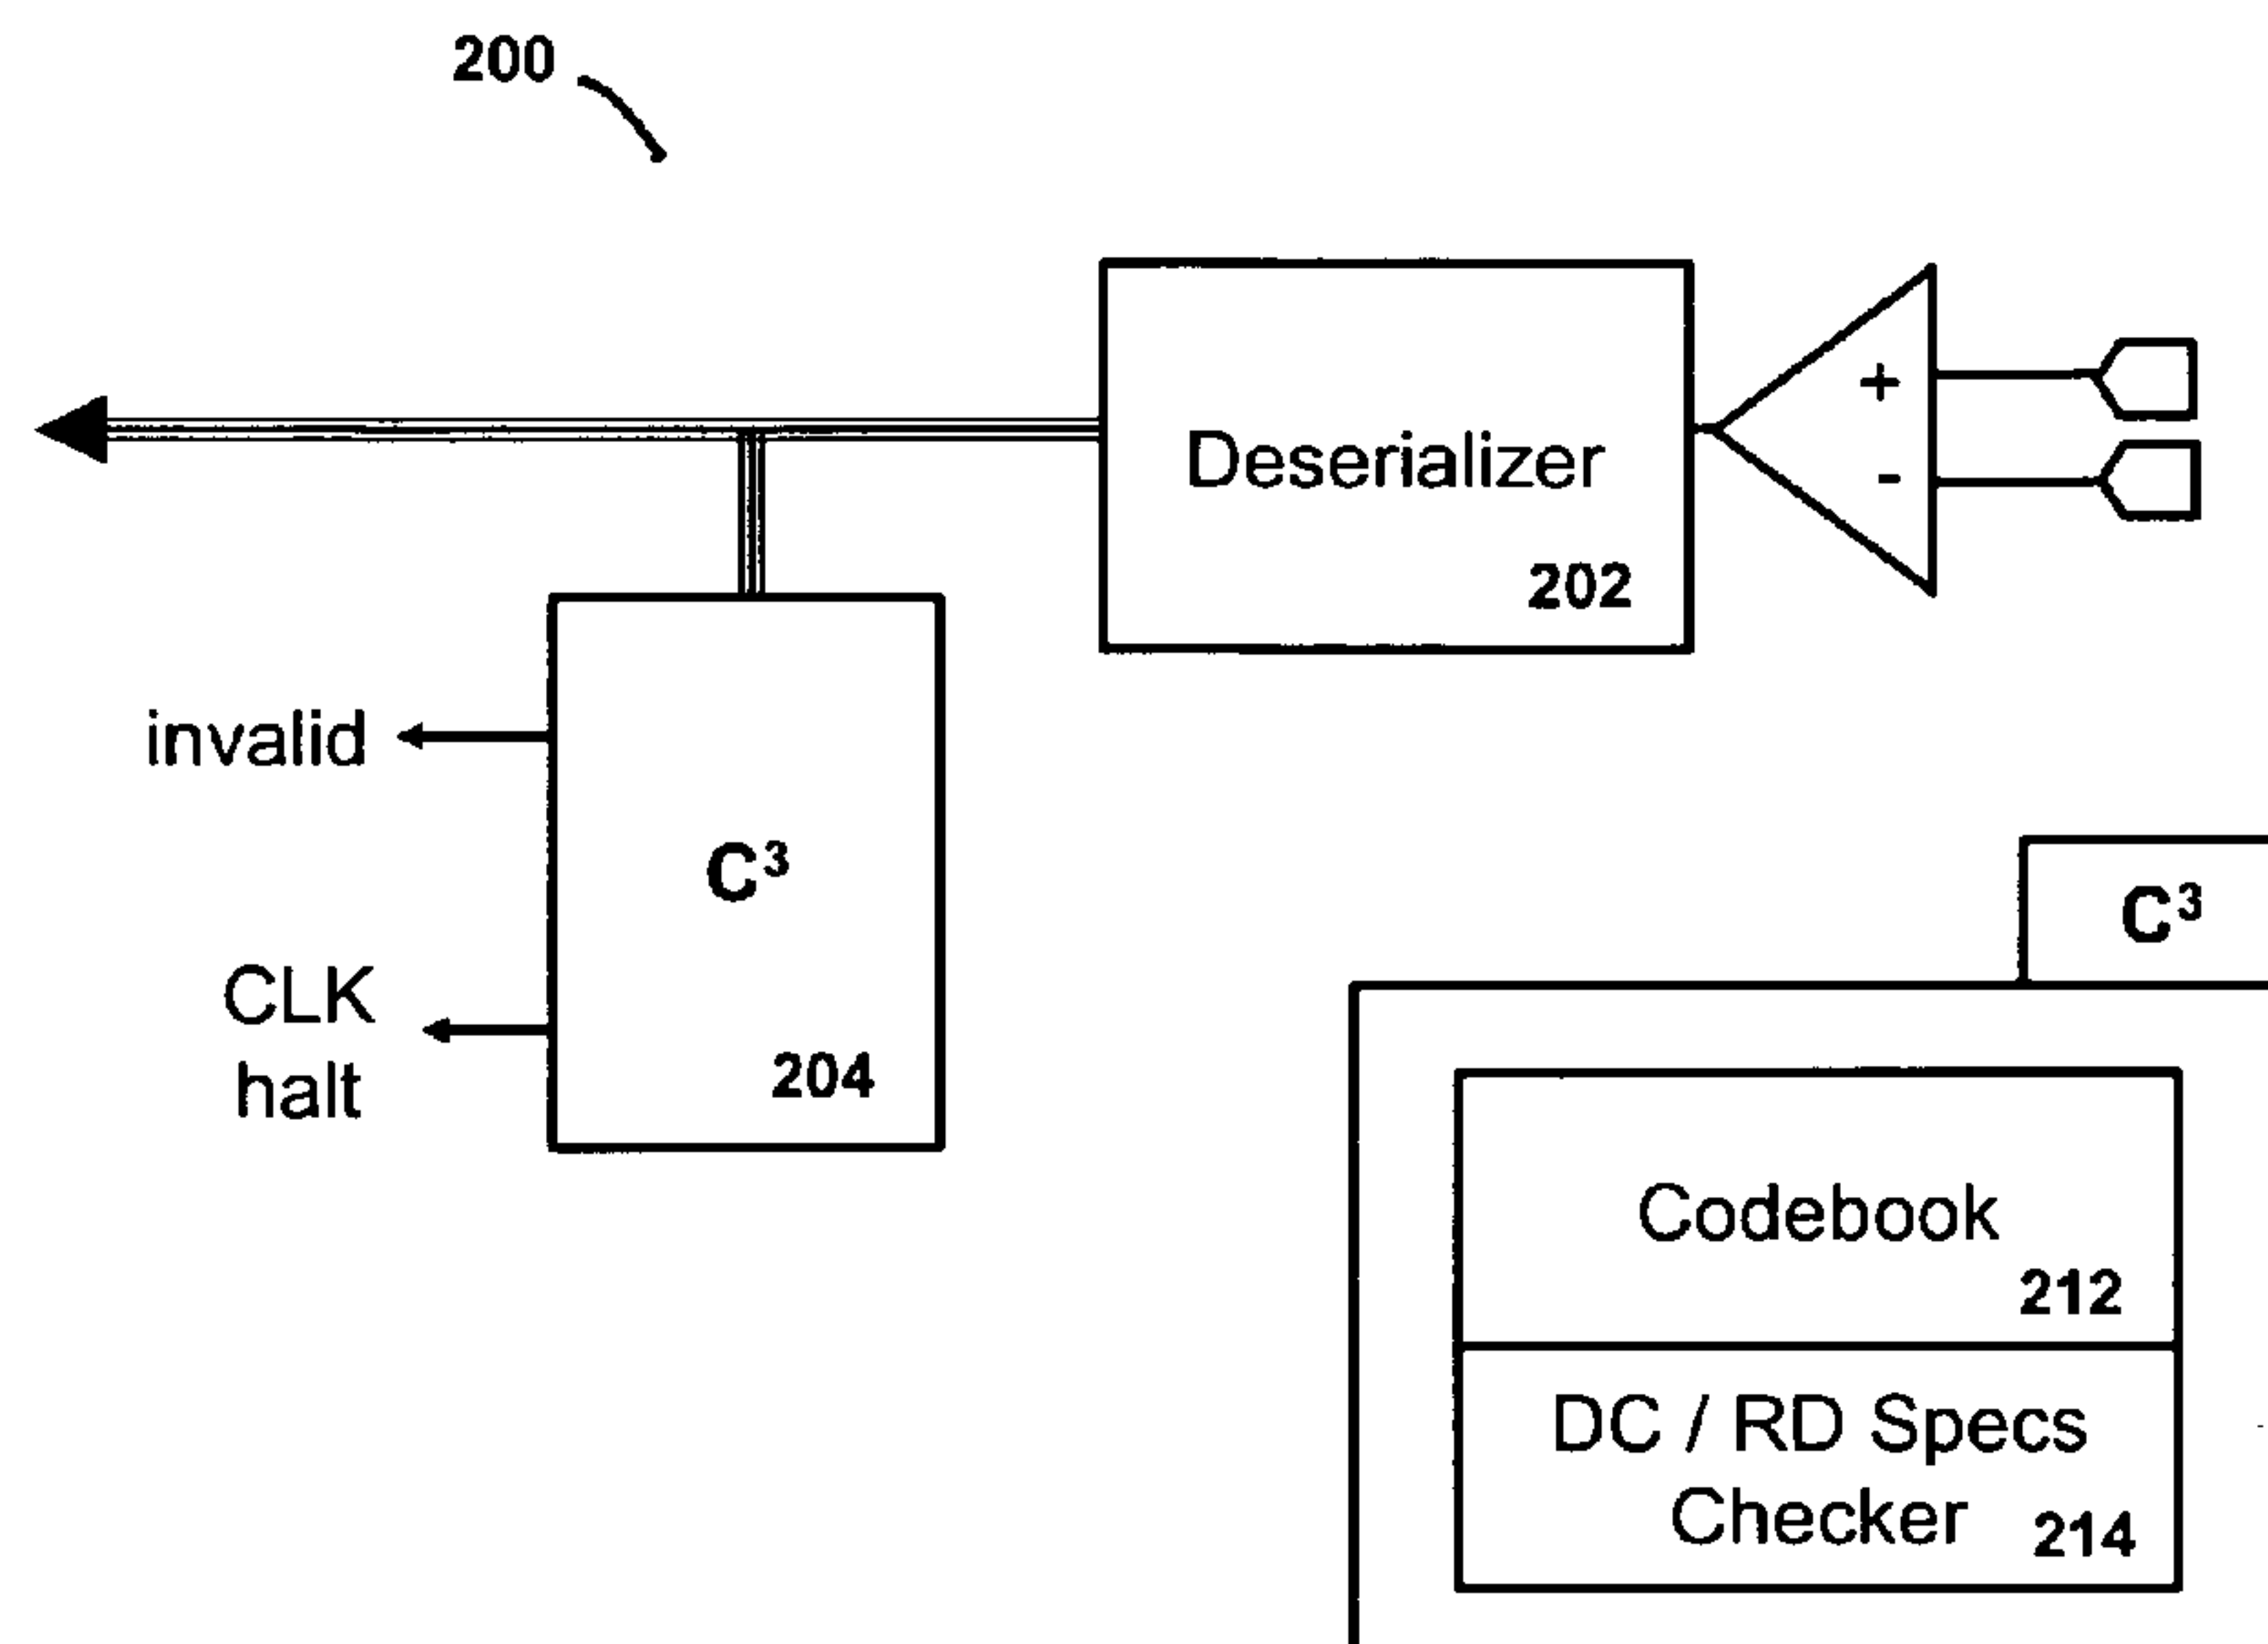 200
+
-
Deserializer
202
invalid
C³
CLK
halt
204
C³
Codebook
212
DC / RD Specs
Checker 214